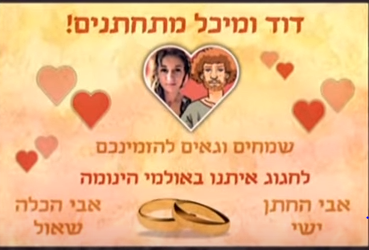 דוד ומיכל מתחתנים!
שמחים וגאים להזמינכם
לחגוג איתנו באולמי הינומה
אבי החתן
ישי
אבי הכלה
שאול